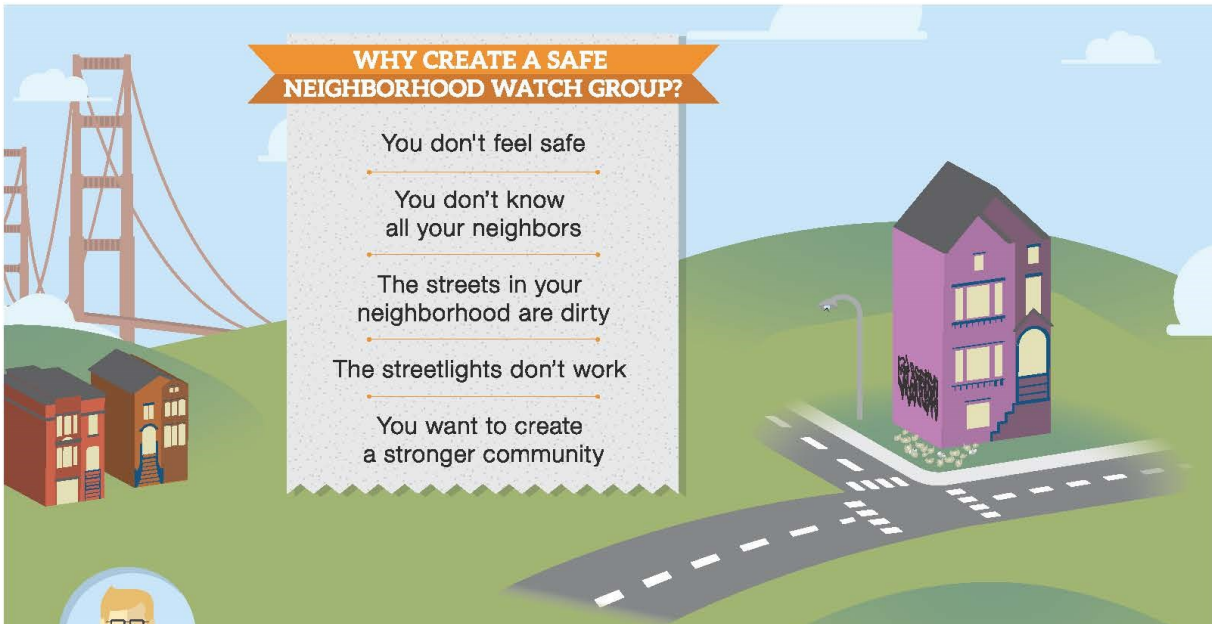 WHY CREATE A SAFE
NEIGHBORHOOD WATCH GROUP?
You don't feel safe
You don't know
all your neighbors
The streets in your
neighborhood are dirty
The streetlights don't work
You want to create
a stronger community